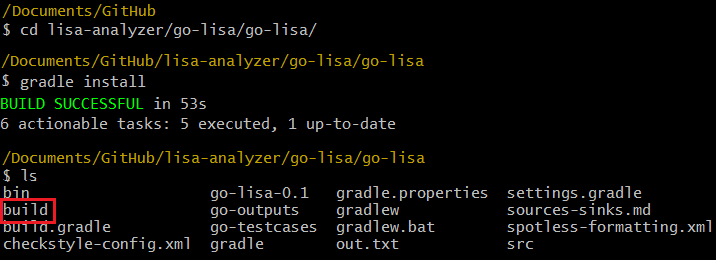 /Documents/GitHub
$ cd lisa-analyzer/go-lisa/go-lisa/
/Documents/GitHub/lisa-analyzer/go-lisa/go-lisa
$ gradle install
BUILD SUCCESSFUL in 53s
6 actionable tasks: 5 executed, 1 up-to-date
/Documents/GitHub/lisa-analyzer/go-lisa/go-lisa
$ ls
bin go-lisa-0.1 gradle.properties settings.gradle
build go-outputs gradlew sources-sinks.md
build.gradle go-testcases gradlew.bat spotless-formatting.xml
checkstyle-config.xml gradle out.txt src